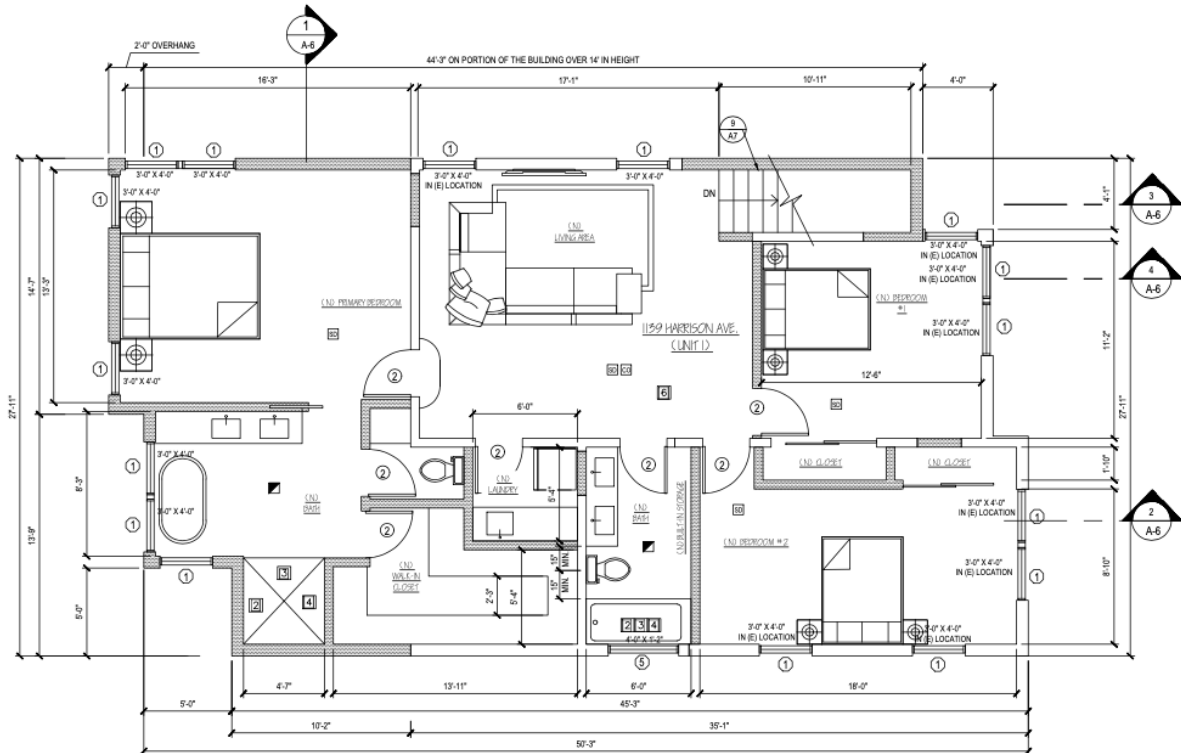 1
A-6
2'-0" OVERHANG
44'-3" ON PORTION OF THE BUILDING OVER 14' IN HEIGHT
16'-3"
17'-1"
10'-11"
4'-0"
9
A7
1
1
1
1
3'-0" X 4'-0"
3'-0" X 4'-0"
3'-0" X 4'-0"
IN (E) LOCATION
3'-0" X 4'-0"
DN
1
3'-0" X 4'-0"
3
A-6
4'-1"
(N)
LIVING AREA
1
3'-0" X 4'-0"
IN (E) LOCATION
3'-0" X 4'-0"
IN (E) LOCATION
1
4
A-6
27'-11"
14'-7"
13'-3"
(N) PRIMARY BEDROOM
(N) BEDROOM
#1
1159 HARRISON AVE.
(UNIT 1)
3'-0" X 4'-0"
IN (E) LOCATION
1
11'-2"
27'-11"
SD
SD CO
6
12'-6"
1
3'-0" X 4'-0"
2
2
SD
6'-0"
1
3'-0" X 4'-0"
2
2
2
2
(N) CLOSET
(N) CLOSET
1'-10"
8'-3"
(N)
LAUNDRY
5'-4"
(N)
BATH
1
3'-0" X 4'-0"
(N)
BATH
(N) BUILT-IN STORAGE
SD
3'-0" X 4'-0"
IN (E) LOCATION
1
2
A-6
13'-9"
2
(N) BEDROOM #2
1
(N)
WALK-IN
CLOSET
15"
MIN.
15"
MIN.
3'-0" X 4'-0"
IN (E) LOCATION
1
8'-10"
3
2
4
2'-3"
5'-4"
5'-0"
2 3 4
4'-0" X 1'-2"
3'-0" X 4'-0"
IN (E) LOCATION
3'-0" X 4'-0"
IN (E) LOCATION
5
1
1
4'-7"
13'-11"
6'-0"
18'-0"
5'-0"
45'-3"
10'-2"
35'-1"
50'-3"